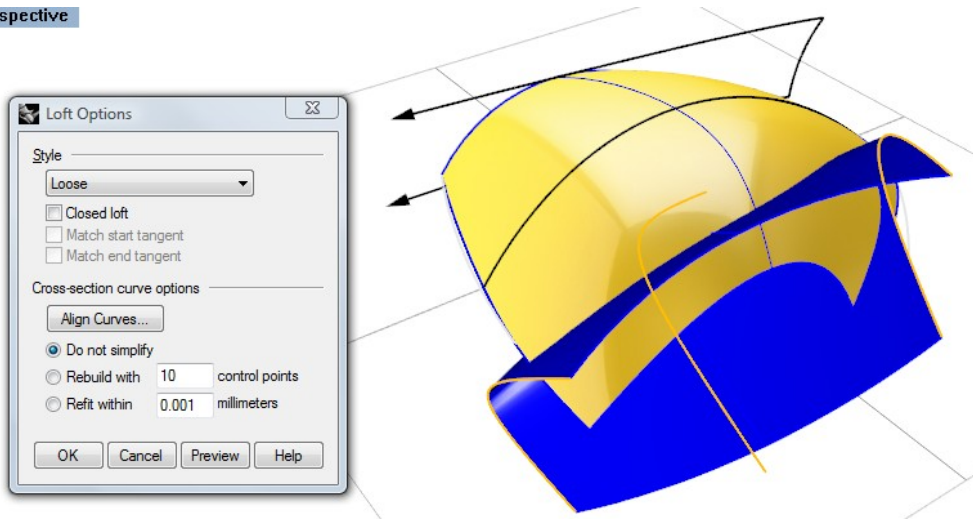 spective
Loft Options
Style
Loose
Closed loft
Match start tangent
Match end tangent
Cross-section curve options
Align Curves...
Do not simplify
Rebuild with 10 control points
Refit within 0.001 millimeters
OK Cancel Preview Help